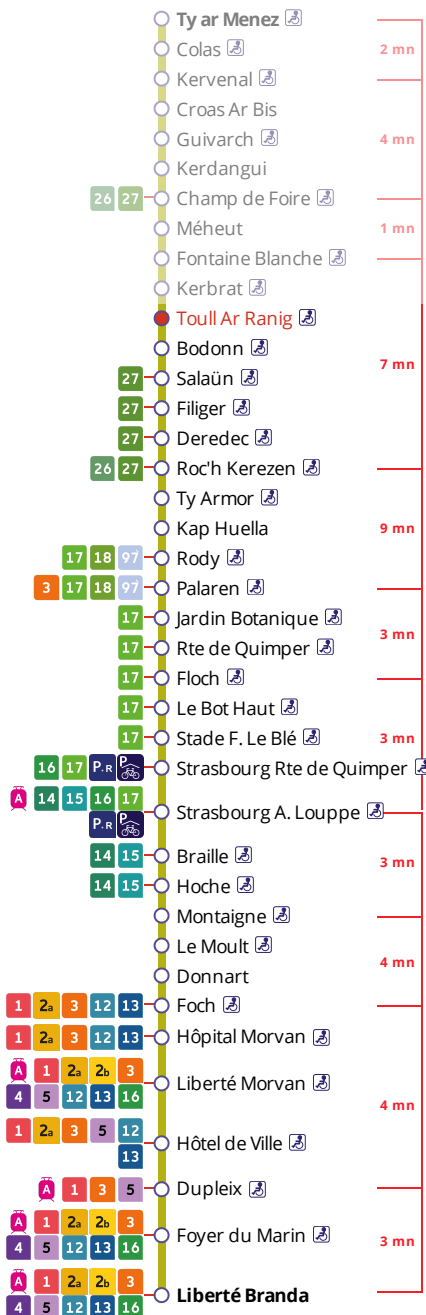 Ty ar Menez
Colas
2 mn
Kervenal
Croas Ar Bis
Guivarch
4 mn
Kerdangui
26 27 Champ de Foire
Méheut
1 mn
Fontaine Blanche
Kerbrat
Toull Ar Ranig
Bodonn
7 mn
27 Salaün
27 Filiger
27 Deredec
26 27 Roc'h Kerezen
Ty Armor
9 mn
Kap Huella
17 18 97 Rody
3 17 18 97 Palaren
17 Jardin Botanique
3 mn
17 Rte de Quimper
17 Floch
17 Le Bot Haut
17 Stade F. Le Blé
3 mn
16 17 P+R P Strasbourg Rte de Quimper
A 14 15 16 17
P+R P
Strasbourg A. Louppe
14 15 Braille
3 mn
14 15 Hoche
Montaigne
Le Moult
4 mn
Donnart
1 2a 3 12 13 Foch
1 2a 3 12 13 Hôpital Morvan
A 1 2a 2b 3
4 5 12 13 16
Liberté Morvan
4 mn
1 2a 3 5 12
13
Hôtel de Ville
A 1 3 5 Dupleix
A 1 2a 2b 3
4 5 12 13 16
Foyer du Marin
3 mn
A 1 2a 2b 3
4 5 12 13 16
Liberté Branda